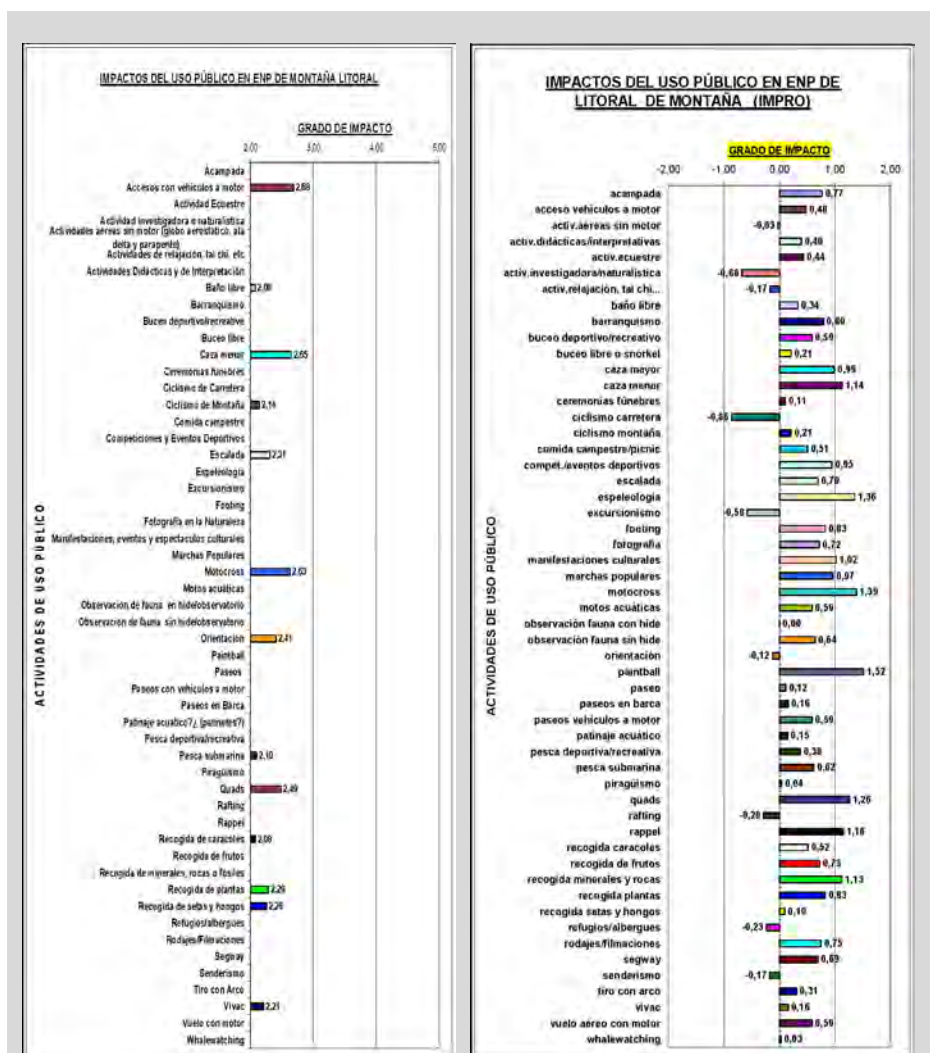 IMPACTOS DEL USO PÚBLICO EN ENP DE MONTAÑA LITORAL
GRADO DE IMPACTO
2,00 3,00 4,00 5,00
ACTIVIDADES DE USO PÚBLICO
Acampada
Accesos con vehículos a motor 2,68
Actividad Ecuestre
Actividad investigadora e naturalística
Actividades aéreas sin motor (globo aerostático, ala
delta y parapente)
Actividades de relajación, tai chi, etc.
Actividades Didácticas y de Interpretación
Baño libre
Barranquismo
Buceo deportivo/recreativo
Buceo libre
Caza menor 2,65
Ceremonias fúnebres
Ciclismo de Carretera
Ciclismo de Montaña 2,14
Comida campestre
Competiciones y Eventos Deportivos
Escalada
Espeleología
Excursionismo
Footing
Fotografía en la Naturaleza
Manifestaciones, eventos y espectáculos culturales
Marchas Populares
Motocross 2,63
Motos acuáticas
Observación de fauna en hide/observatorio
Observación de fauna sin hide/observatorio
Orientación 2,41
Paintball
Paseos
Paseos con vehículos a motor
Paseos en Barca
Patinaje acuático?¿ (patinetes?)
Pesca deportiva/recreativa
Pesca submarina 2,10
Piragüismo
Quads 2,49
Rafting
Rappel
Recogida de caracoles 2,08
Recogida de frutos
Recogida de minerales, rocas o fósiles
Recogida de plantas
Recogida de setas y hongos
Refugios/albergues
Rodajes/Filmaciones
Segway
Senderismo
Tiro con Arco
Vivac 2,21
Vuelo con motor
Whalewatching
IMPACTOS DEL USO PÚBLICO EN ENP DE
LITORAL DE MONTAÑA (IMPRO)
GRADO DE IMPACTO
-2,00 -1,00 0,00 1,00 2,00
ACTIVIDADES DE USO PÚBLICO
acampada 0,77
acceso vehículos a motor 0,48
activ.aéreas sin motor -0,03
activ.didácticas/interpretativas 0,40
activ.ecuestre 0,44
activ.investigadora/naturalística
activ.relajación, tai chi... -0,17
baño libre 0,34
barranquismo
buceo deportivo/recreativo 0,59
buceo libre o snorkel 0,21
caza mayor
caza menor 1,14
ceremonias fúnebres 0,11
ciclismo carretera
ciclismo montaña 0,21
comida campestre/picnic 0,51
compet./eventos deportivos 0,95
escalada
espeleología 1,36
excursionismo
footing 0,83
fotografía 0,72
manifestaciones culturales 1,02
marchas populares 0,97
motocross 1,39
motos acuáticas 0,59
observación fauna con hide 0,00
observación fauna sin hide 0,64
orientación -0,12
paintball 1,52
paseo 0,12
paseos en barca 0,16
paseos vehículos a motor 0,59
patinaje acuático 0,15
pesca deportiva/recreativa
pesca submarina 0,62
piragüismo 0,04
quads
rafting
rappel 1,16
recogida caracoles 0,52
recogida de frutos 0,73
recogida minerales y rocas 1,13
recogida plantas 0,83
recogida setas y hongos 0,10
refugios/albergues -0,23
rodajes/filmaciones 0,75
segway 0,69
senderismo -0,17
tiro con arco 0,31
vivac 0,16
vuelo aéreo con motor 0,59
whalewatching 0,03